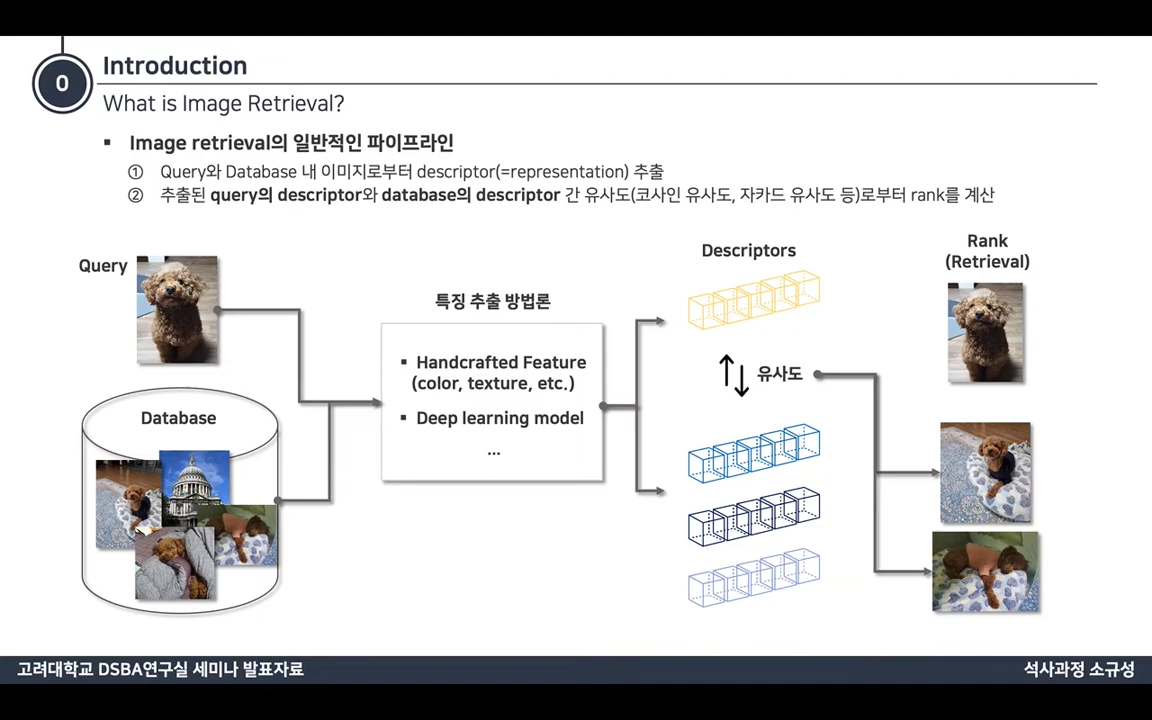 0
Introduction
What is Image Retrieval?
▪ Image retrieval의 일반적인 파이프라인
① Query와 Database 내 이미지로부터 descriptor(=representation) 추출
② 추출된 query의 descriptor와 database의 descriptor 간 유사도(코사인 유사도, 자카드 유사도 등)로부터 rank를 계산
Query
Database
특징 추출 방법론
▪ Handcrafted Feature
(color, texture, etc.)
▪ Deep learning model
...
Descriptors
유사도
Rank
(Retrieval)
고려대학교 DSBA연구실 세미나 발표자료
석사과정 소규성